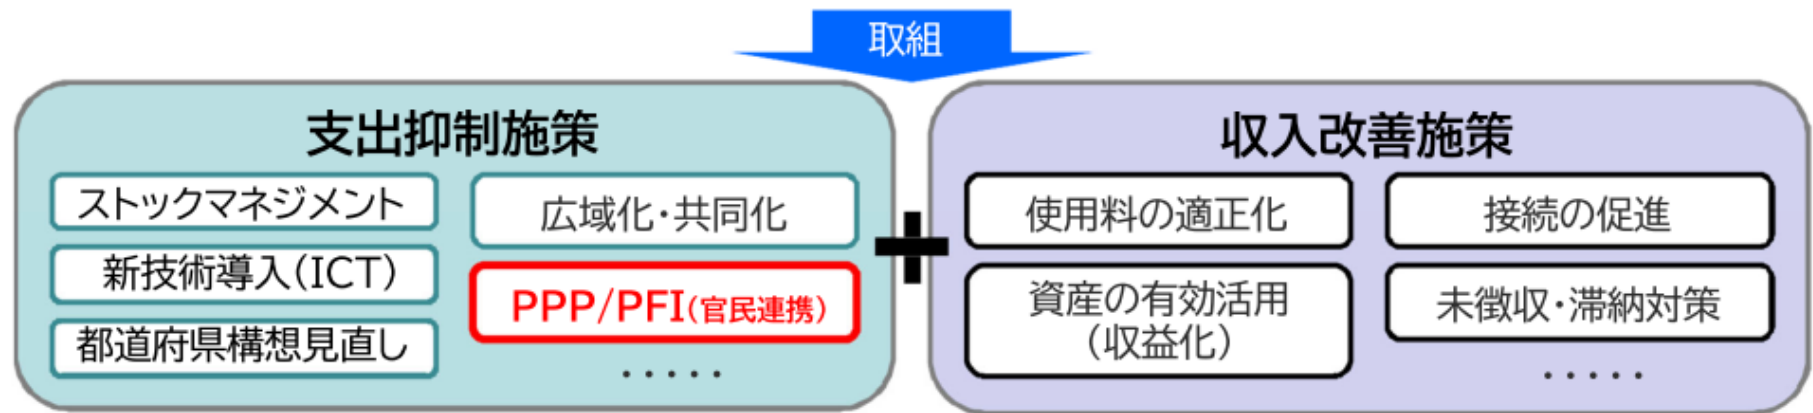 取組
支出抑制施策
ストックマネジメント
新技術導入(ICT)
都道府県構想見直し
広域化・共同化
PPP/PFI(官民連携)
・・・・・
+
収入改善施策
使用料の適正化
資産の有効活用
(収益化)
接続の促進
未徴収・滞納対策
・・・・・